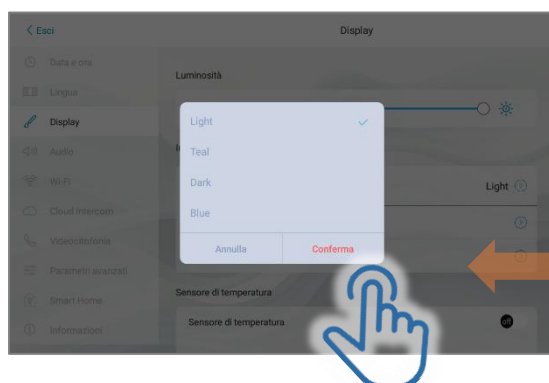 Esci
Display
Data e ora
Luminosità
Lingua
Display
Light
Audio
Teal
Wi-Fi
Dark
Light
Cloud Intercom
Blue
Videocitofonia
Annulla
Conferma
Parametri avanzati
Sensore di temperatura
Smart Home
Sensore di temperatura
off
Informazioni